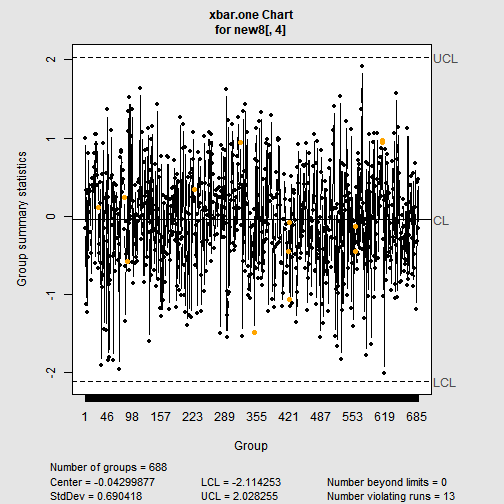 xbar.one Chart
for new8[, 4]
Group summary statistics
2
1
0
-1
-2
UCL
CL
LCL
1 46 98 157 223 289 355 421 487 553 619 685
Group
Number of groups = 688
Center = -0.04299877 LCL = -2.114253 Number beyond limits = 0
StdDev = 0.690418 UCL = 2.028255 Number violating runs = 13